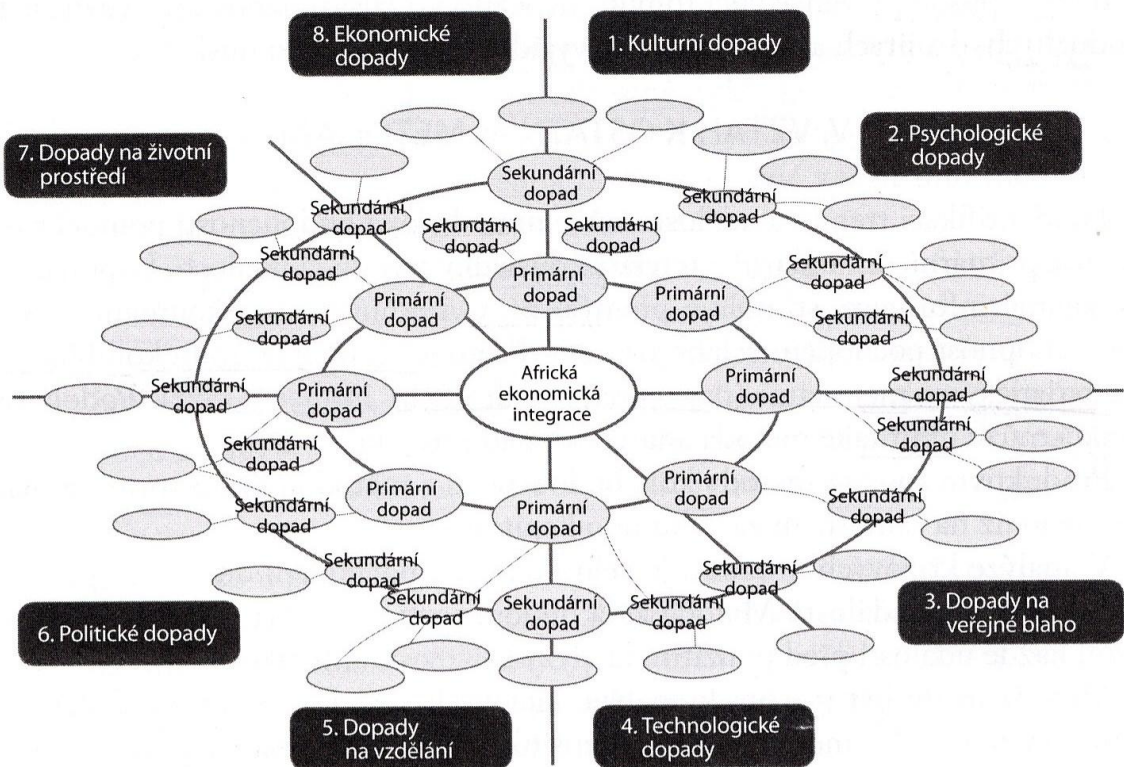 8. Ekonomické
dopady
1. Kulturní dopady
2. Psychologické
dopady
7. Dopady na životní
prostředí
Sekundární
dopad
Sekundární
dopad
Sekundární
dopad
Sekundární
dopad
Sekundární
dopad
Sekundární
dopad
Sekundární
dopad
Primární
dopad
Primární
dopad
Primární
dopad
Sekundární
dopad
Sekundární
dopad
Africká
ekonomická
integrace
Sekundární
dopad
Primární
dopad
Primární
dopad
Sekundární
dopad
Sekundární
dopad
Sekundární
dopad
Primární
dopad
Primární
dopad
Primární
dopad
Sekundární
dopad
Sekundární
dopad
Sekundární
dopad
Sekundární
dopad
Sekundární
dopad
Sekundární
dopad
Sekundární
dopad
3. Dopady na
veřejné blaho
6. Politické dopady
5. Dopady
na vzdělání
4. Technologické
dopady